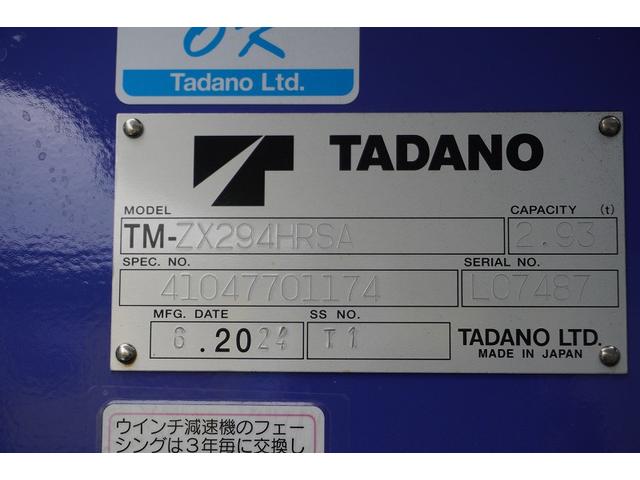 OK
Tadano Ltd.
TADANO
MODEL
CAPACITY (t)
TM-ZX294HRSA
2.93
SPEC. NO.
SERIAL NO.
41047701174
LC7487
MFG. DATE
SS NO.
6.2024
T1
TADANO LTD.
MADE IN JAPAN
ウインチ減速機のフェー
シングは3年毎に交換し